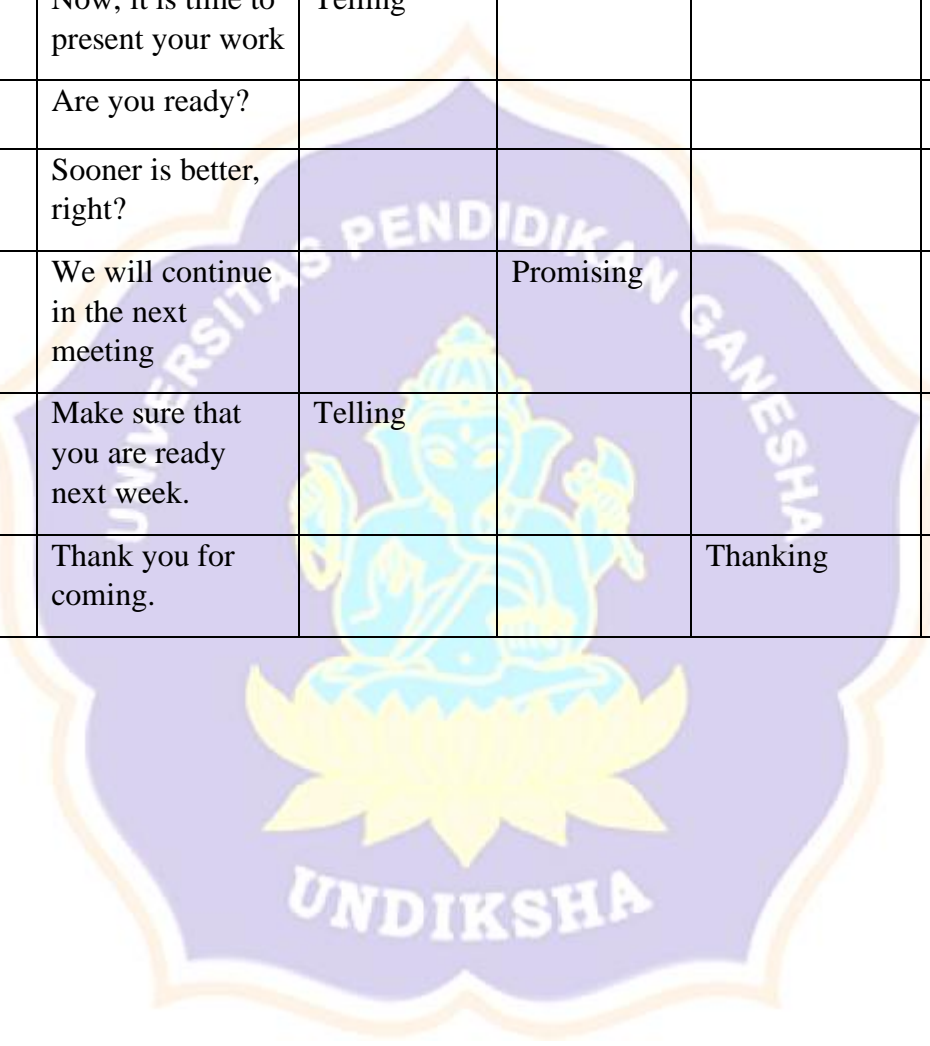 Now, it is time to Telling
present your work
Are you ready?
Sooner is better,
right?
We will continue Promising
in the next
meeting
Make sure that Telling
you are ready
next week.
Thank you for Thanking
coming.
UNIVERSITAS PENDIDIKAN GANESHA
UNDIKSHA